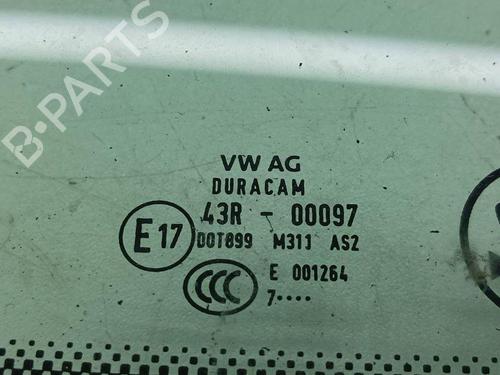 B-PARTS
VW AG
DURACAM
43R - 00097
E17
DOT899 M311 AS2
CCC
E 001264
7····